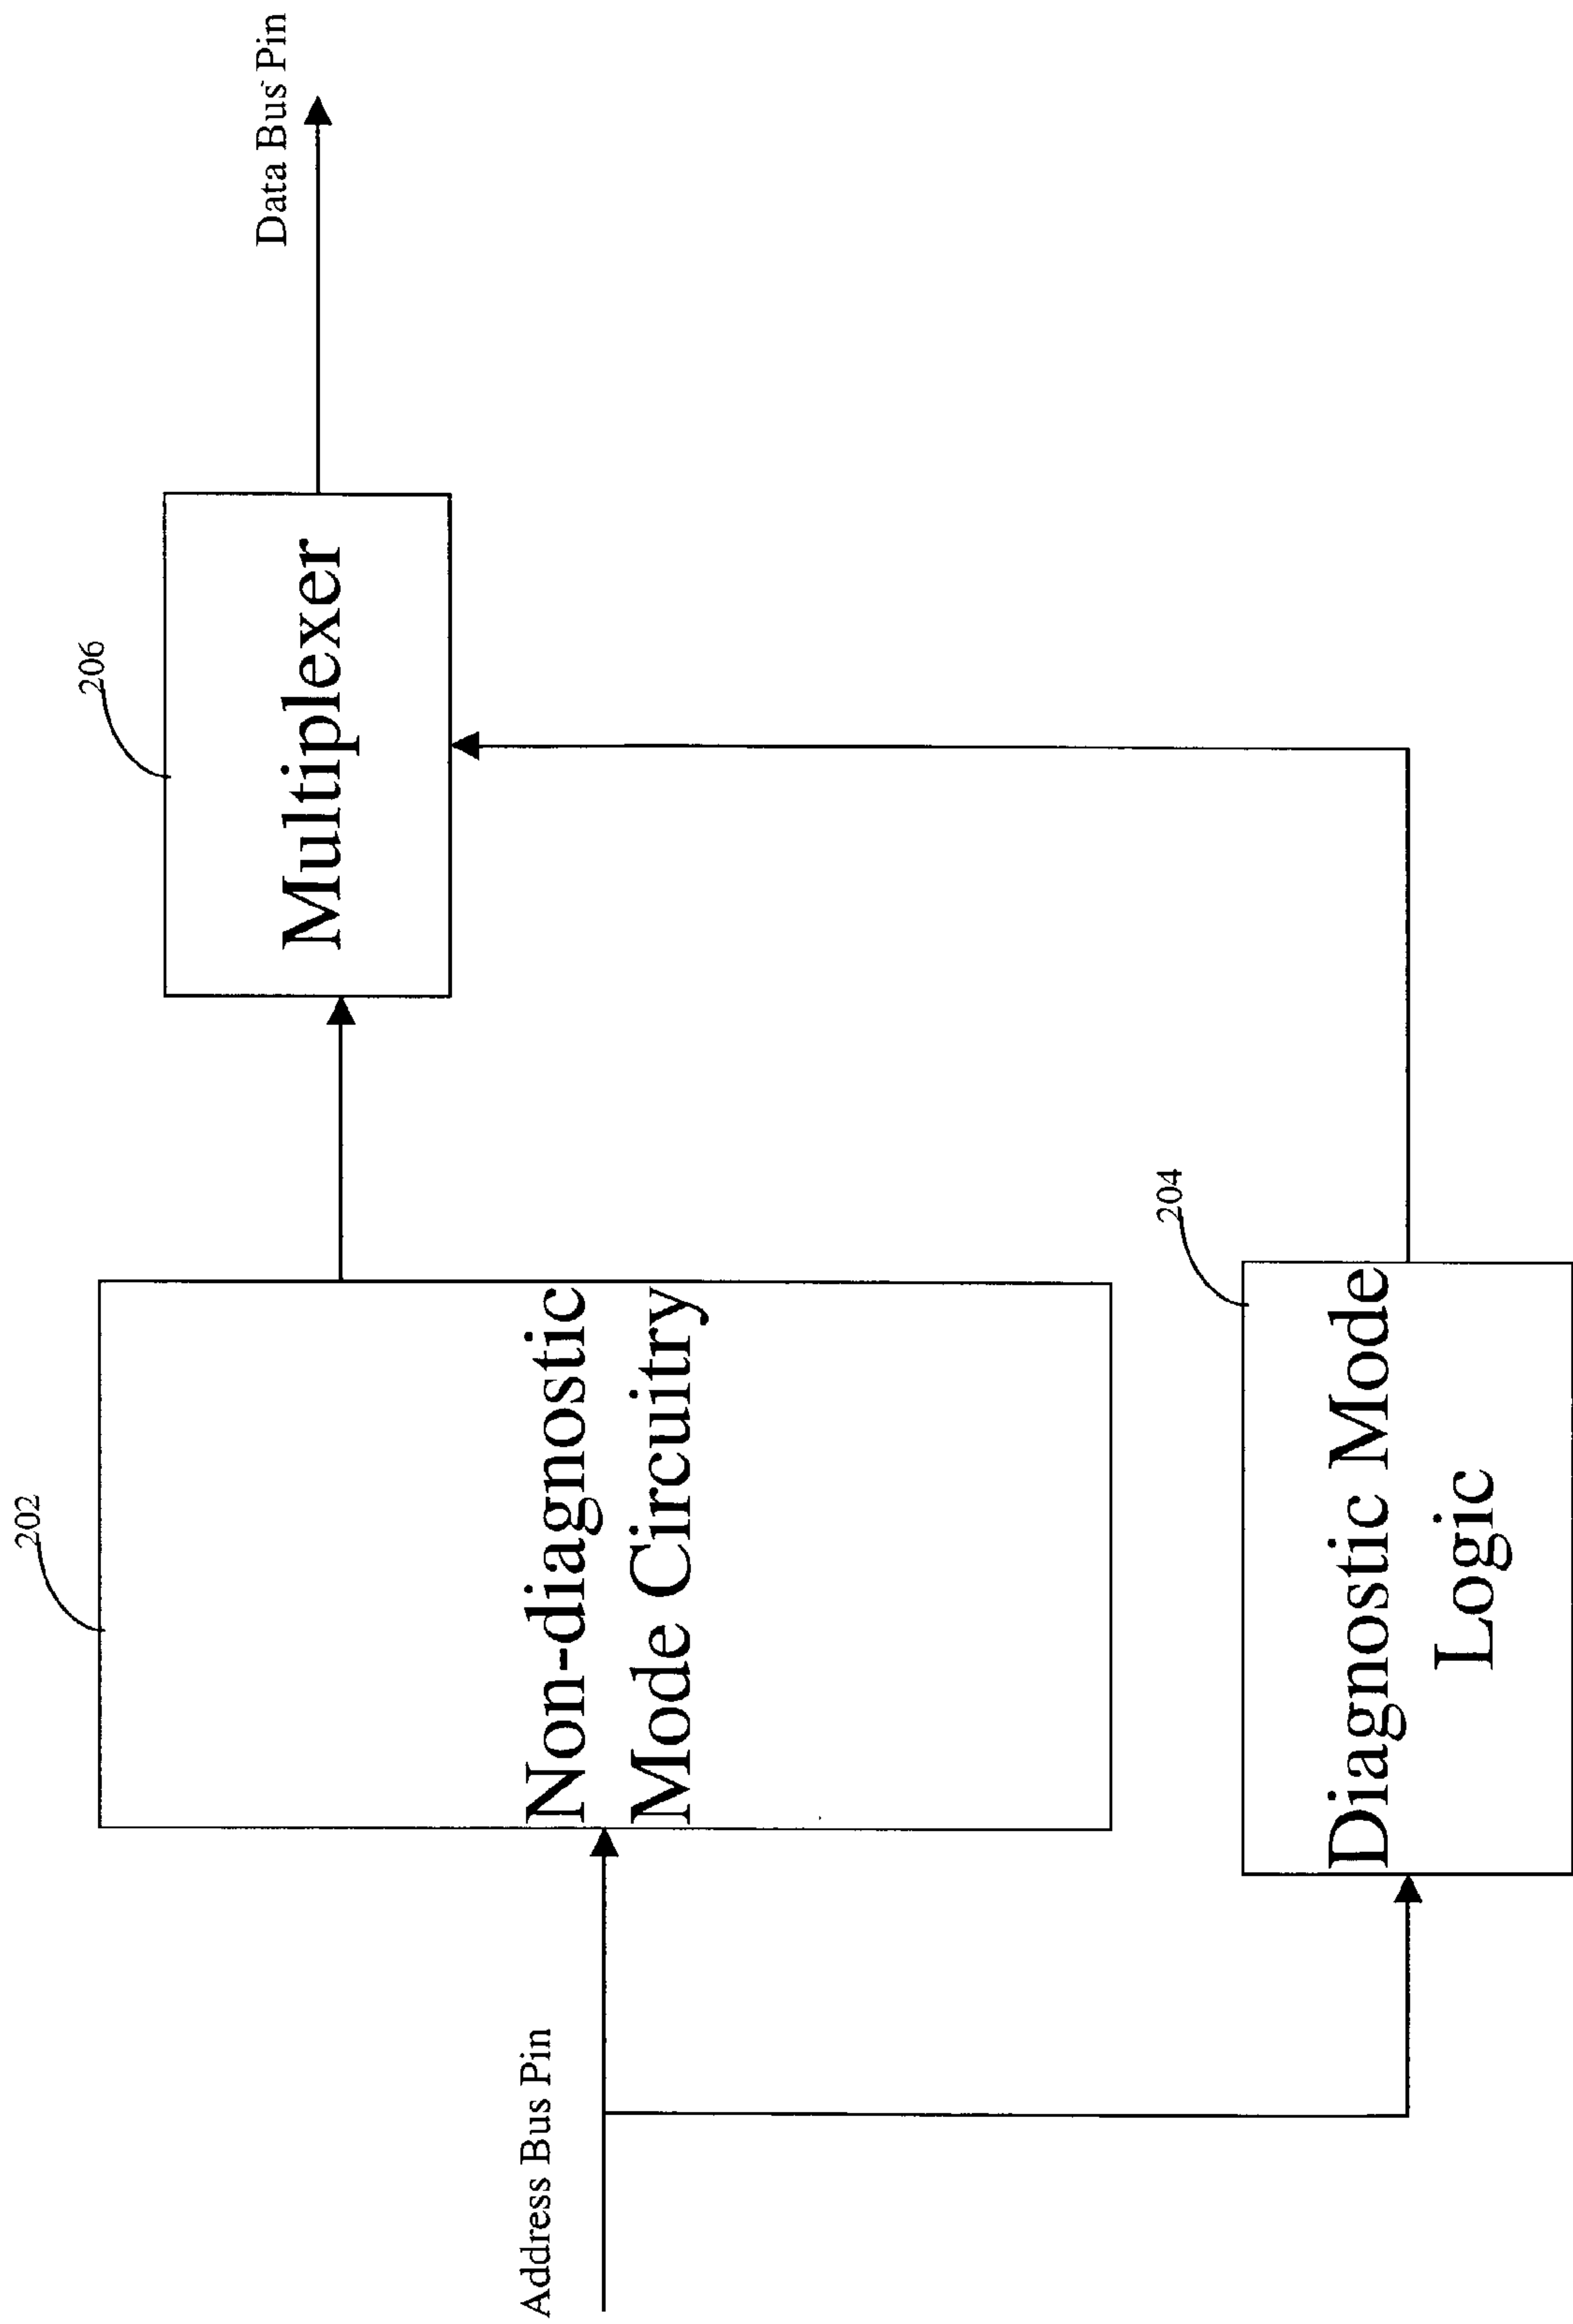 202
Address Bus Pin
Non-diagnostic
Mode Circuitry
206
Multiplexer
Data Bus Pin
204
Diagnostic Mode
Logic